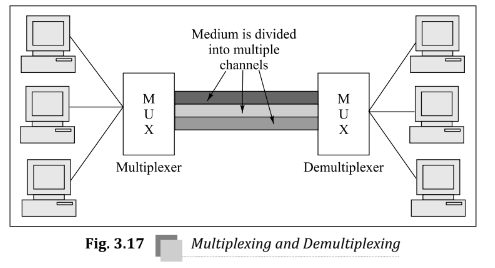 Medium is divided
into multiple
channels
M
U
X
M
U
X
Multiplexer
Demultiplexer
Fig. 3.17 Multiplexing and Demultiplexing